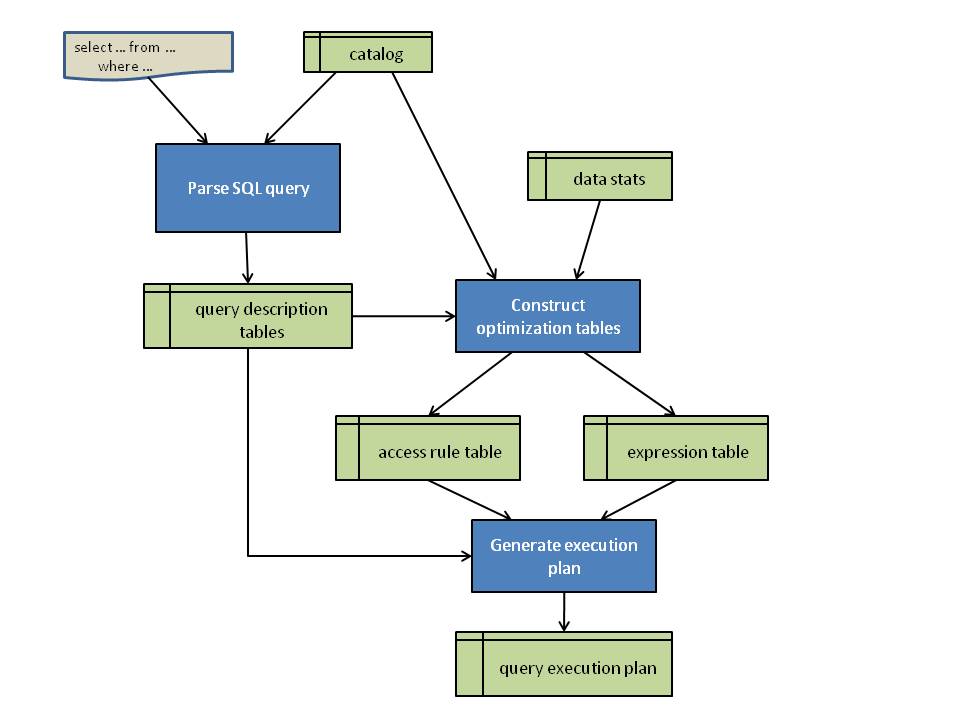 select ... from ...
where ...
catalog
Parse SQL query
data stats
query description
tables
Construct
optimization tables
access rule table
expression table
Generate execution
plan
query execution plan